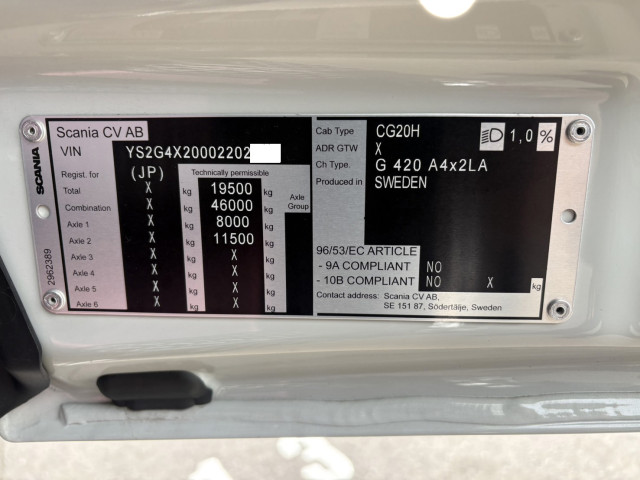 SCANIA
2962389
Scania CV AB
VIN YS2G4X20002202
Regist. for (JP) Technically permissible
Total X kg 19500 kg Axle Group
Combination X kg 46000 kg
Axle 1 X kg 8000 kg
Axle 2 X kg 11500 kg
Axle 3 X kg X kg
Axle 4 X kg X kg
Axle 5 X kg X kg
Axle 6 X kg X kg
Cab Type CG20H 1,0 %
ADR GTW X
Ch Type. G 420 A4x2LA
Produced in SWEDEN
96/53/EC ARTICLE
- 9A COMPLIANT NO
- 10B COMPLIANT NO X kg
Contact address: Scania CV AB,
SE 151 87, Södertälje, Sweden